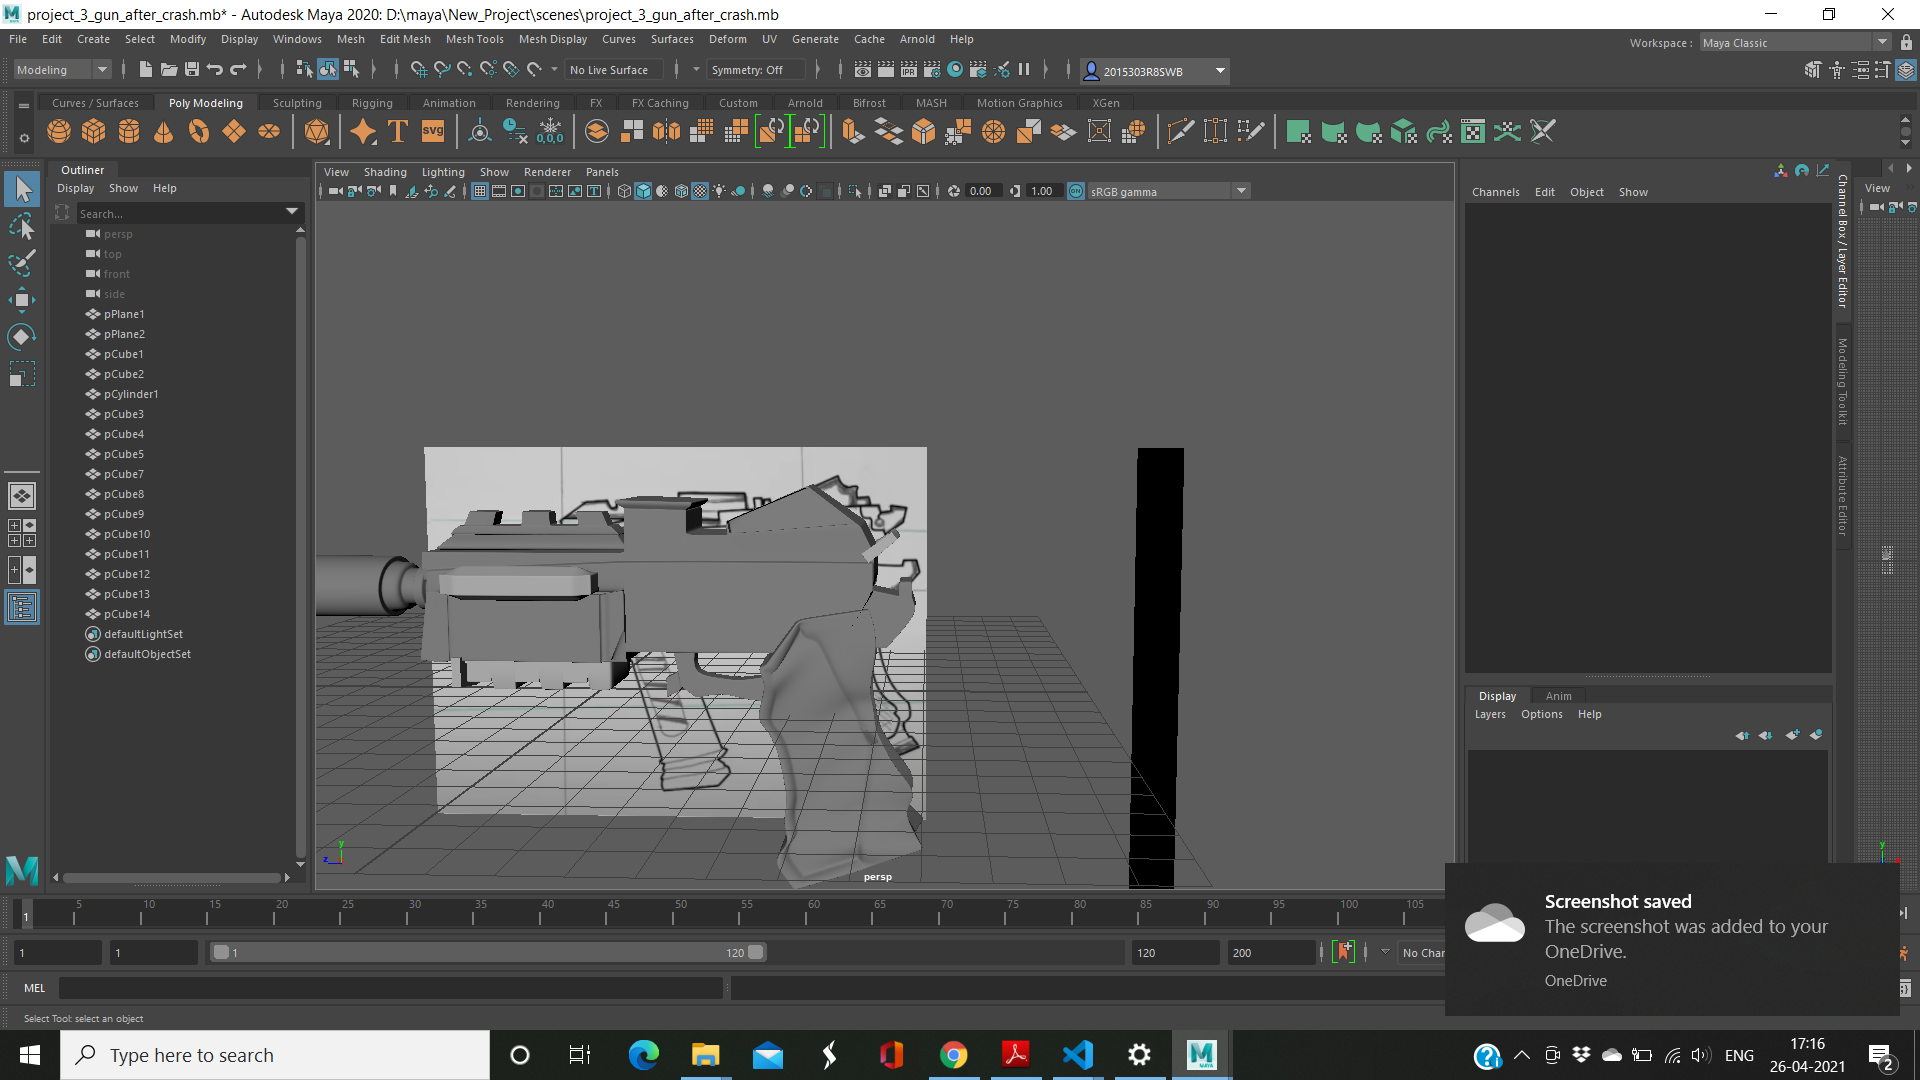 project_3_gun_after_crash.mb* - Autodesk Maya 2020: D:\maya\New_Project\scenes\project_3_gun_after_crash.mb
File Edit Create Select Modify Display Windows Mesh Edit Mesh Mesh Tools Mesh Display Curves Surfaces Deform UV Generate Cache Arnold Help
Workspace : Maya Classic
Modeling No Live Surface Symmetry: Off IPR 2015303R8SWB
Curves / Surfaces Poly Modeling Sculpting Rigging Animation Rendering FX FX Caching Custom Arnold Bifrost MASH Motion Graphics XGen
T SVG 0,0,0
Outliner
Display Show Help
Search...
persp
top
front
side
pPlane1
pPlane2
pCube1
pCube2
pCylinder1
pCube3
pCube4
pCube5
pCube7
pCube8
pCube9
pCube10
pCube11
pCube12
pCube13
pCube14
defaultLightSet
defaultObjectSet
View Shading Lighting Show Renderer Panels
0.00 1.00 ON sRGB gamma
y
z
persp
Channels Edit Object Show
Channel Box / Layer Editor
Modeling Toolkit
Attribute Editor
View
y
Display Anim
Layers Options Help
1 5 10 15 20 25 30 35 40 45 50 55 60 65 70 75 80 85 90 95 100 105
1 1 1 120 120 200 No Char
MEL
Select Tool: select an object
Screenshot saved
The screenshot was added to your
OneDrive.
OneDrive
Type here to search
ENG
17:16
26-04-2021
2